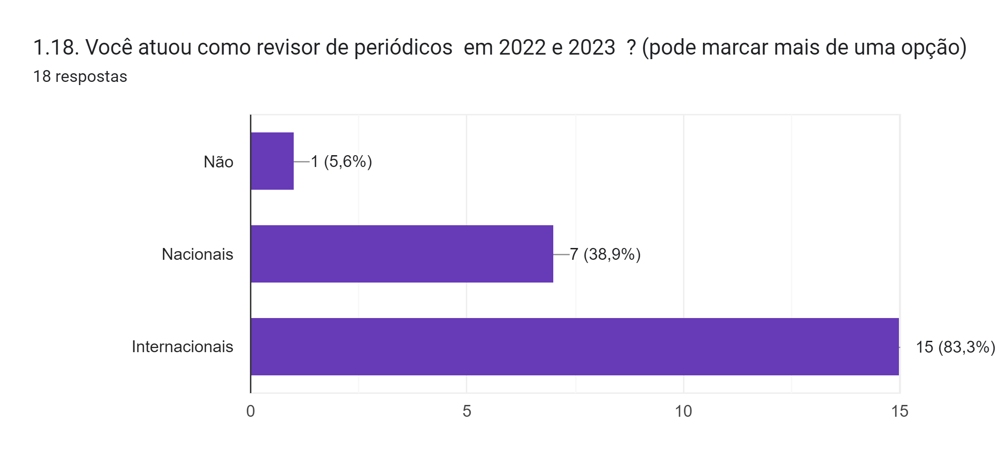 1.18. Você atuou como revisor de periódicos  em 2022 e 2023  ? (pode marcar mais de uma opção)
18 respostas
Não
1 (5,6%)
Nacionais
7 (38,9%)
Internacionais
15 (83,3%)
0
5
10
15